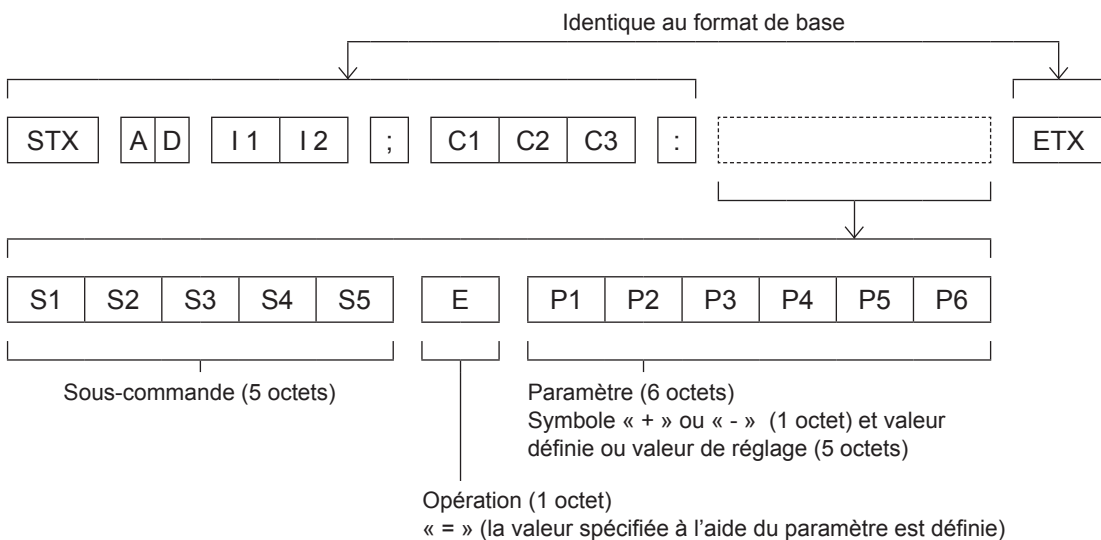 Identique au format de base
STX A D I 1 I 2 ; C1 C2 C3 : ETX
S1 S2 S3 S4 S5 E P1 P2 P3 P4 P5 P6
Sous-commande (5 octets)
Paramètre (6 octets)
Symbole « + » ou « - » (1 octet) et valeur
définie ou valeur de réglage (5 octets)
Opération (1 octet)
« = » (la valeur spécifiée à l’aide du paramètre est définie)